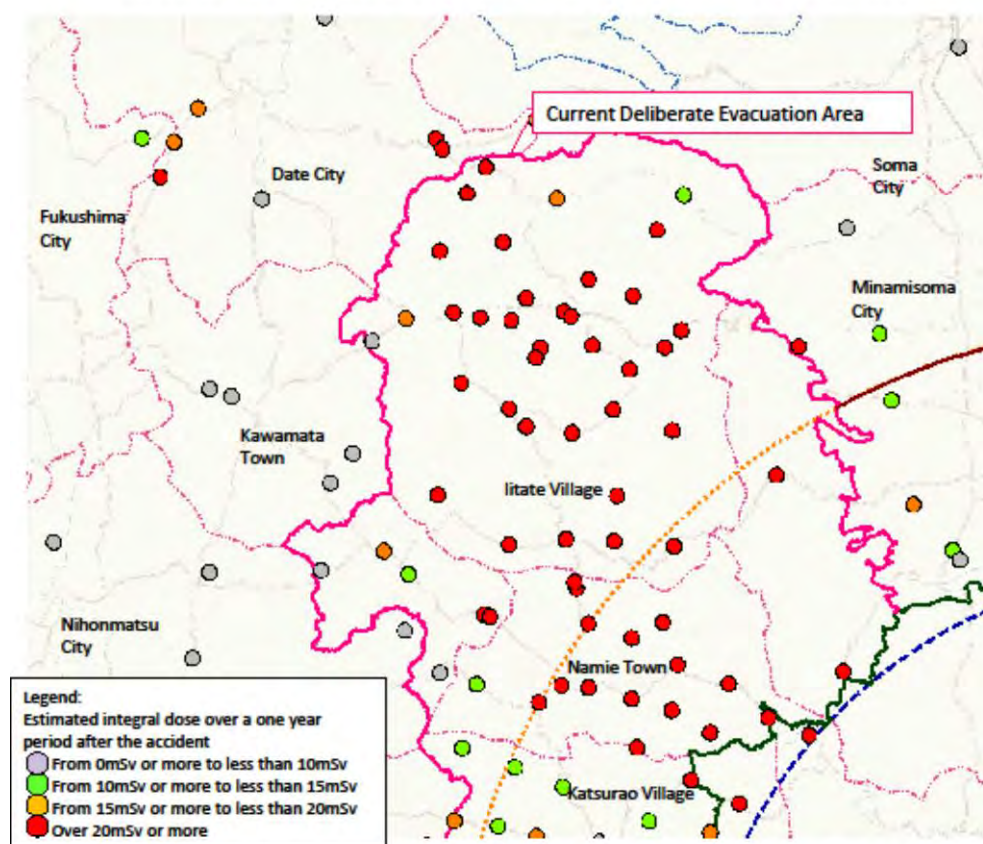 Current Deliberate Evacuation Area
Soma
City
Date City
Fukushima
City
Minamisoma
City
Kawamata
Town
Iitate Village
Nihonmatsu
City
Namie Town
Katsurao Village
Legend:
Estimated integral dose over a one year
period after the accident
From 0mSv or more to less than 10mSv
From 10mSv or more to less than 15mSv
From 15mSv or more to less than 20mSv
Over 20mSv or more